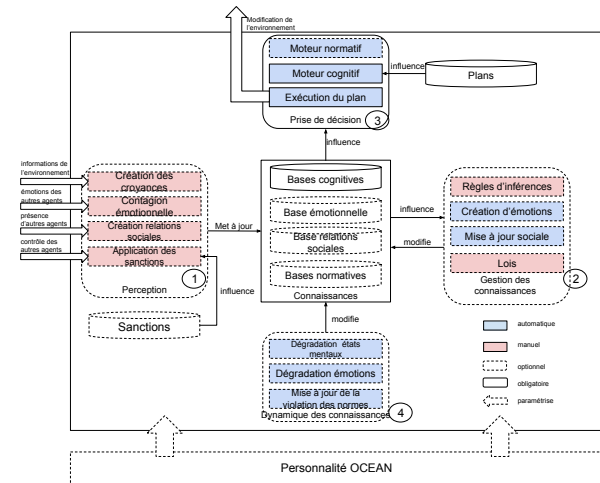 Modification de
l'environnement
Moteur normatif
Moteur cognitif
Exécution du plan
Prise de décision
3
influence
Plans
influence
informations de
l'environnement
émotions des
autres agents
présence
d'autres agents
contrôle des
autres agents
Création des
croyances
Contagion
émotionnelle
Création relations
sociales
Application des
sanctions
1
Perception
Met à jour
influence
Sanctions
Bases cognitives
Base émotionnelle
Base relations
sociales
Bases normatives
Connaissances
influence
modifie
Règles d'inférences
Création d'émotions
Mise à jour sociale
Lois
Gestion des
connaissances
2
modifie
Dégradation états
mentaux
Dégradation émotions
Mise à jour de la
violation des normes
Dynamique des connaissances
4
automatique
manuel
optionnel
obligatoire
paramétrise
Personnalité OCEAN